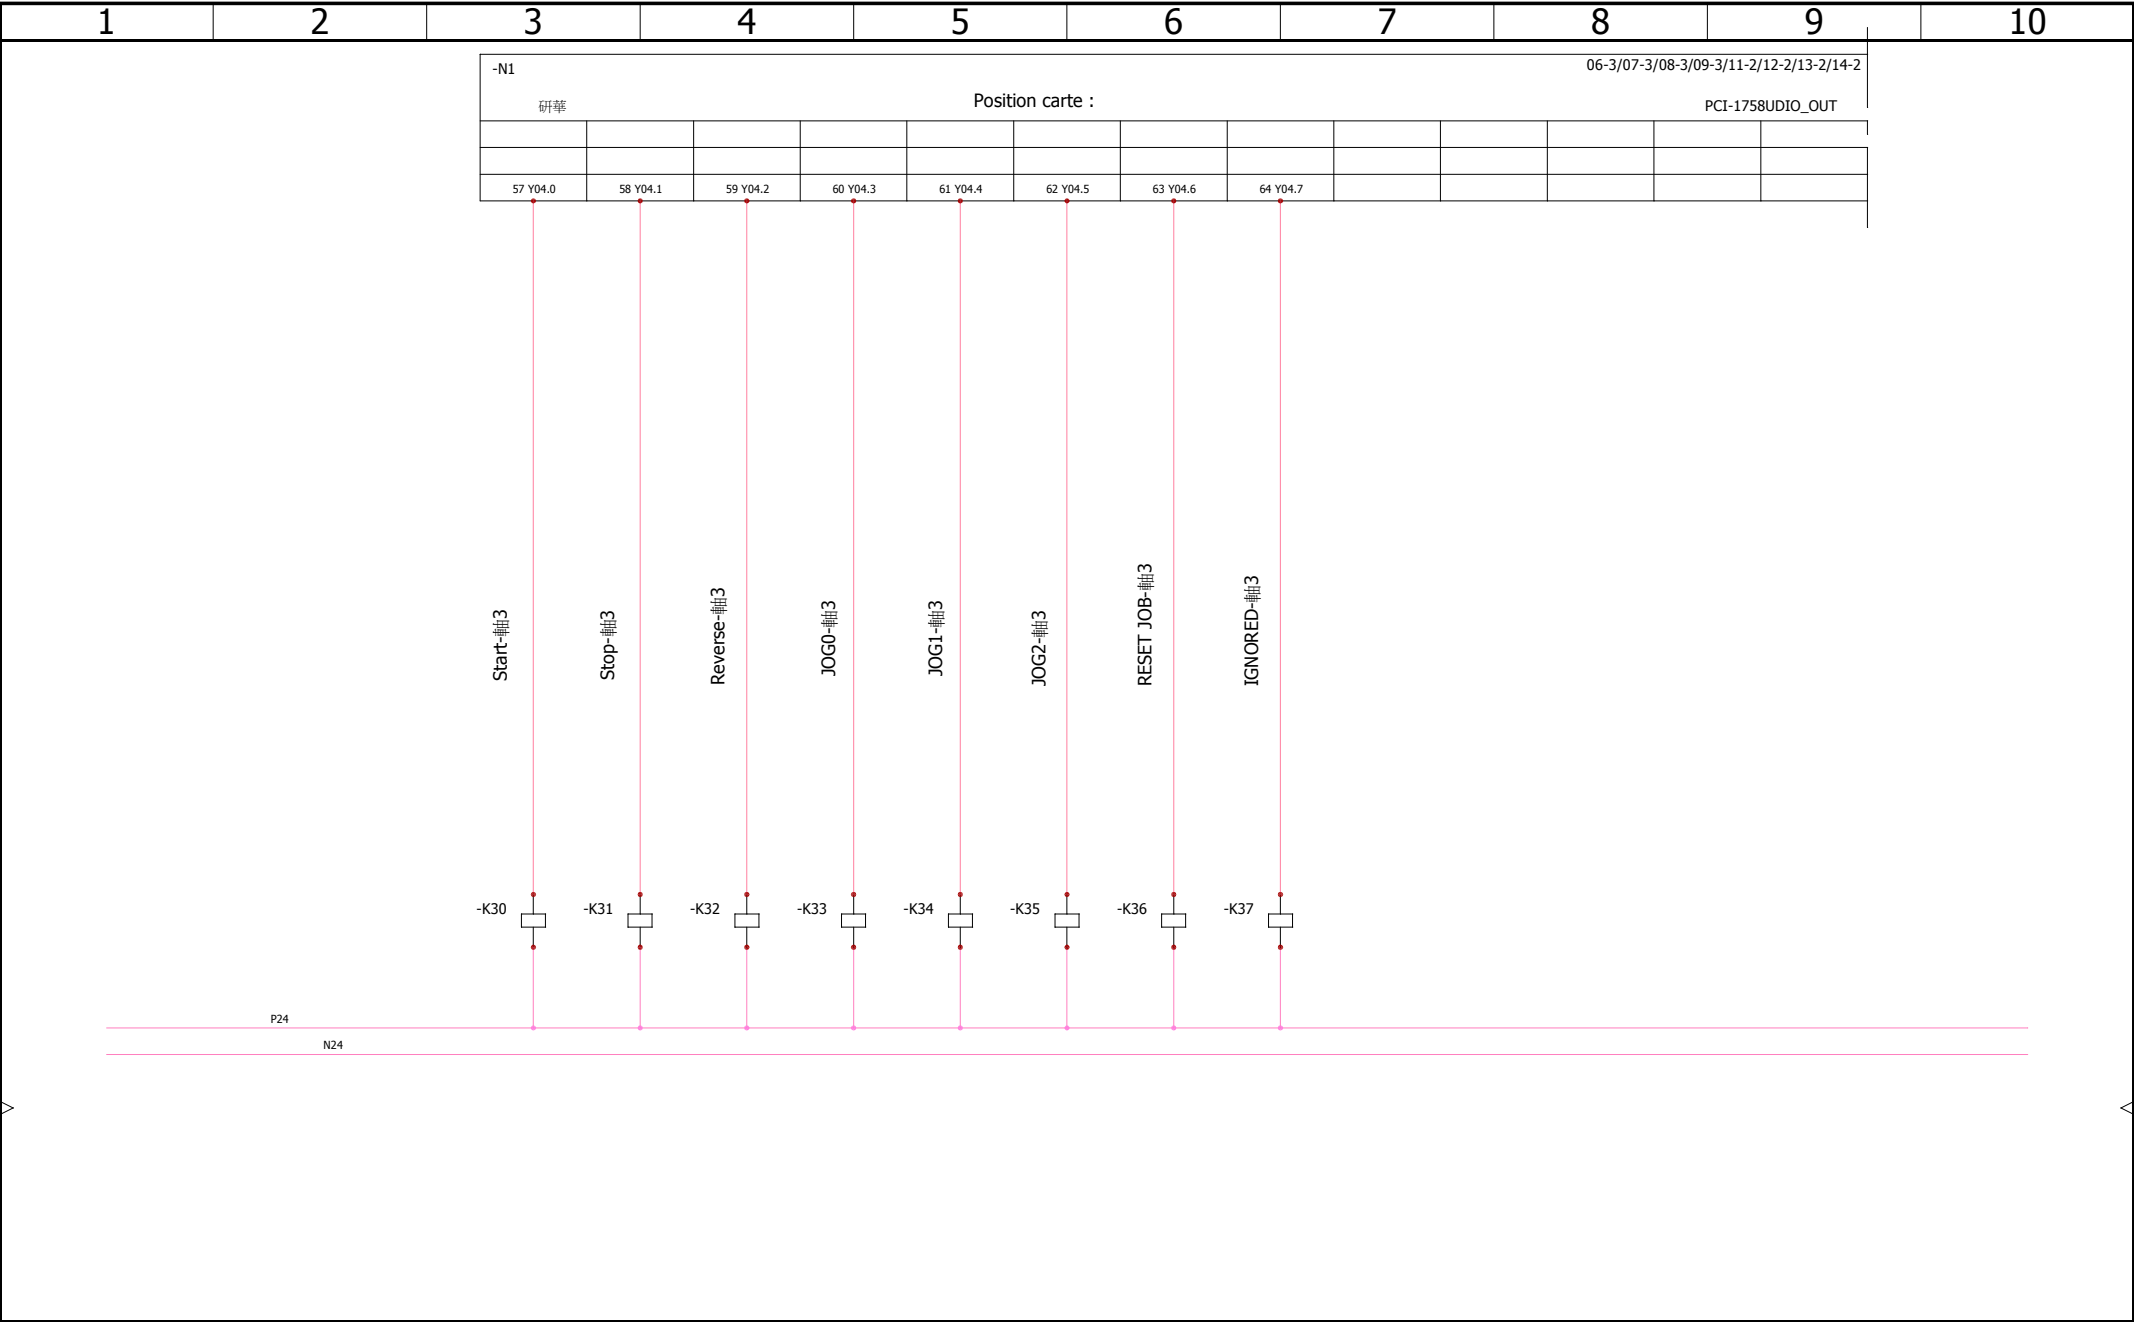 1 2 3 4 5 6 7 8 9 10
-N1 06-3/07-3/08-3/09-3/11-2/12-2/13-2/14-2
研華 Position carte : PCI-1758UDIO_OUT
57 Y04.0 58 Y04.1 59 Y04.2 60 Y04.3 61 Y04.4 62 Y04.5 63 Y04.6 64 Y04.7
Start-軸3
Stop-軸3
Reverse-軸3
JOG0-軸3
JOG1-軸3
JOG2-軸3
RESET JOB-軸3
IGNORED-軸3
-K30 -K31 -K32 -K33 -K34 -K35 -K36 -K37
P24
N24